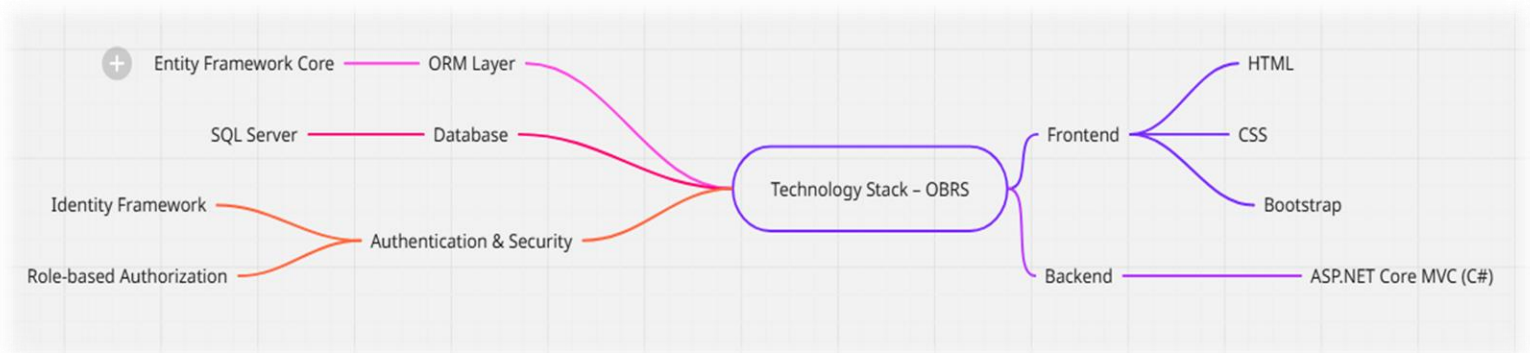 Entity Framework Core
ORM Layer
SQL Server
Database
Identity Framework
Authentication & Security
Role-based Authorization
Technology Stack – OBRS
Frontend
HTML
CSS
Bootstrap
Backend
ASP.NET Core MVC (C#)